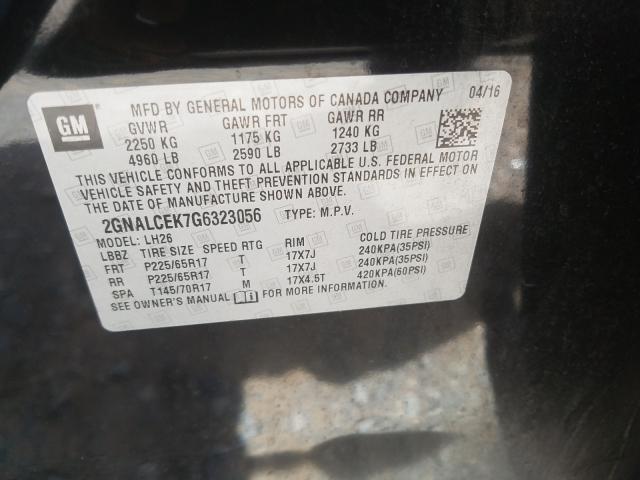 GM
MFD BY GENERAL MOTORS OF CANADA COMPANY 04/16
GVWR GAWR FRT GAWR RR
2250 KG 1175 KG 1240 KG
4960 LB 2590 LB 2733 LB
THIS VEHICLE CONFORMS TO ALL APPLICABLE U.S. FEDERAL MOTOR
VEHICLE SAFETY AND THEFT PREVENTION STANDARDS IN EFFECT ON
THE DATE OF MANUFACTURE SHOWN ABOVE.
2GNALCEK7G6323056 TYPE: M.P.V.
MODEL: LH26
LBBZ TIRE SIZE SPEED RTG RIM COLD TIRE PRESSURE
FRT P225/65R17 T 17X7J 240KPA(35PSI)
RR P225/65R17 T 17X7J 240KPA(35PSI)
SPA T145/70R17 M 17X4.5T 420KPA(60PSI)
SEE OWNER'S MANUAL FOR MORE INFORMATION